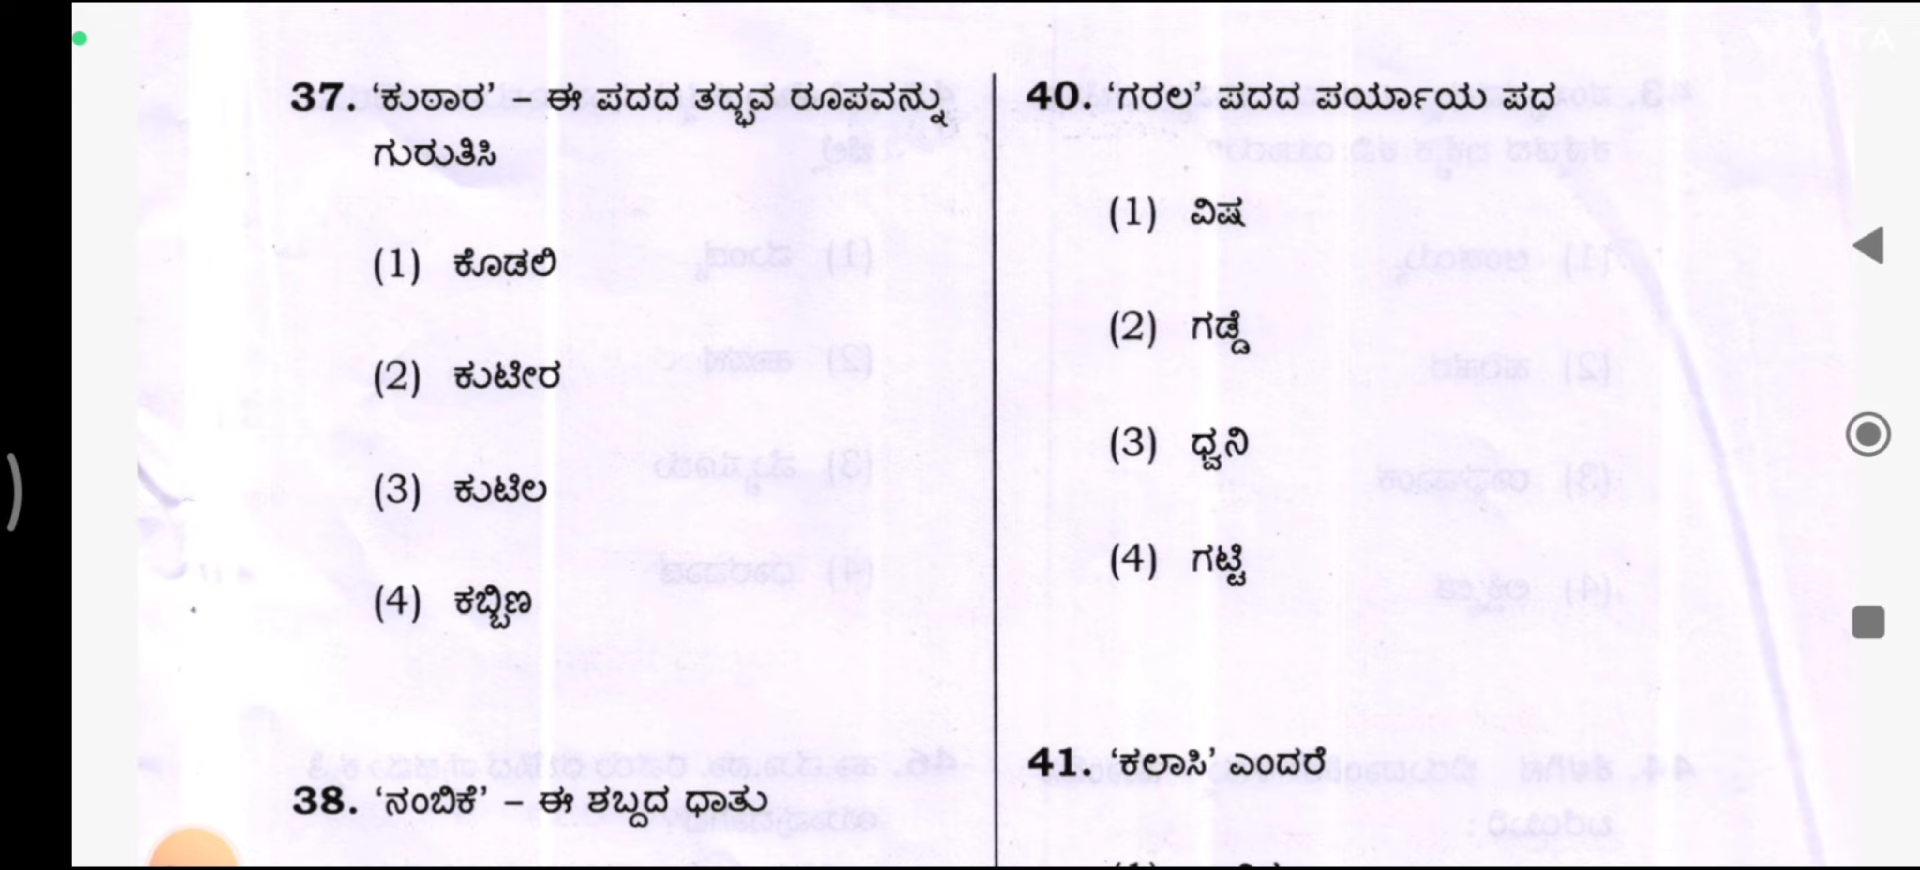 37. ‘ಕುಠಾರ’ – ಈ ಪದದ ತದ್ಭವ ರೂಪವನ್ನು
ಗುರುತಿಸಿ
(1) ಕೊಡಲಿ
(2) ಕುಟೀರ
(3) ಕುಟಿಲ
(4) ಕಬ್ಬಿಣ
38. ‘ನಂಬಿಕೆ’ – ಈ ಶಬ್ದದ ಧಾತು
40. ‘ಗರಲ’ ಪದದ ಪರ್ಯಾಯ ಪದ
(1) ವಿಷ
(2) ಗಡ್ಡೆ
(3) ಧ್ವನಿ
(4) ಗಟ್ಟಿ
41. ‘ಕಲಾಸಿ’ ಎಂದರೆ